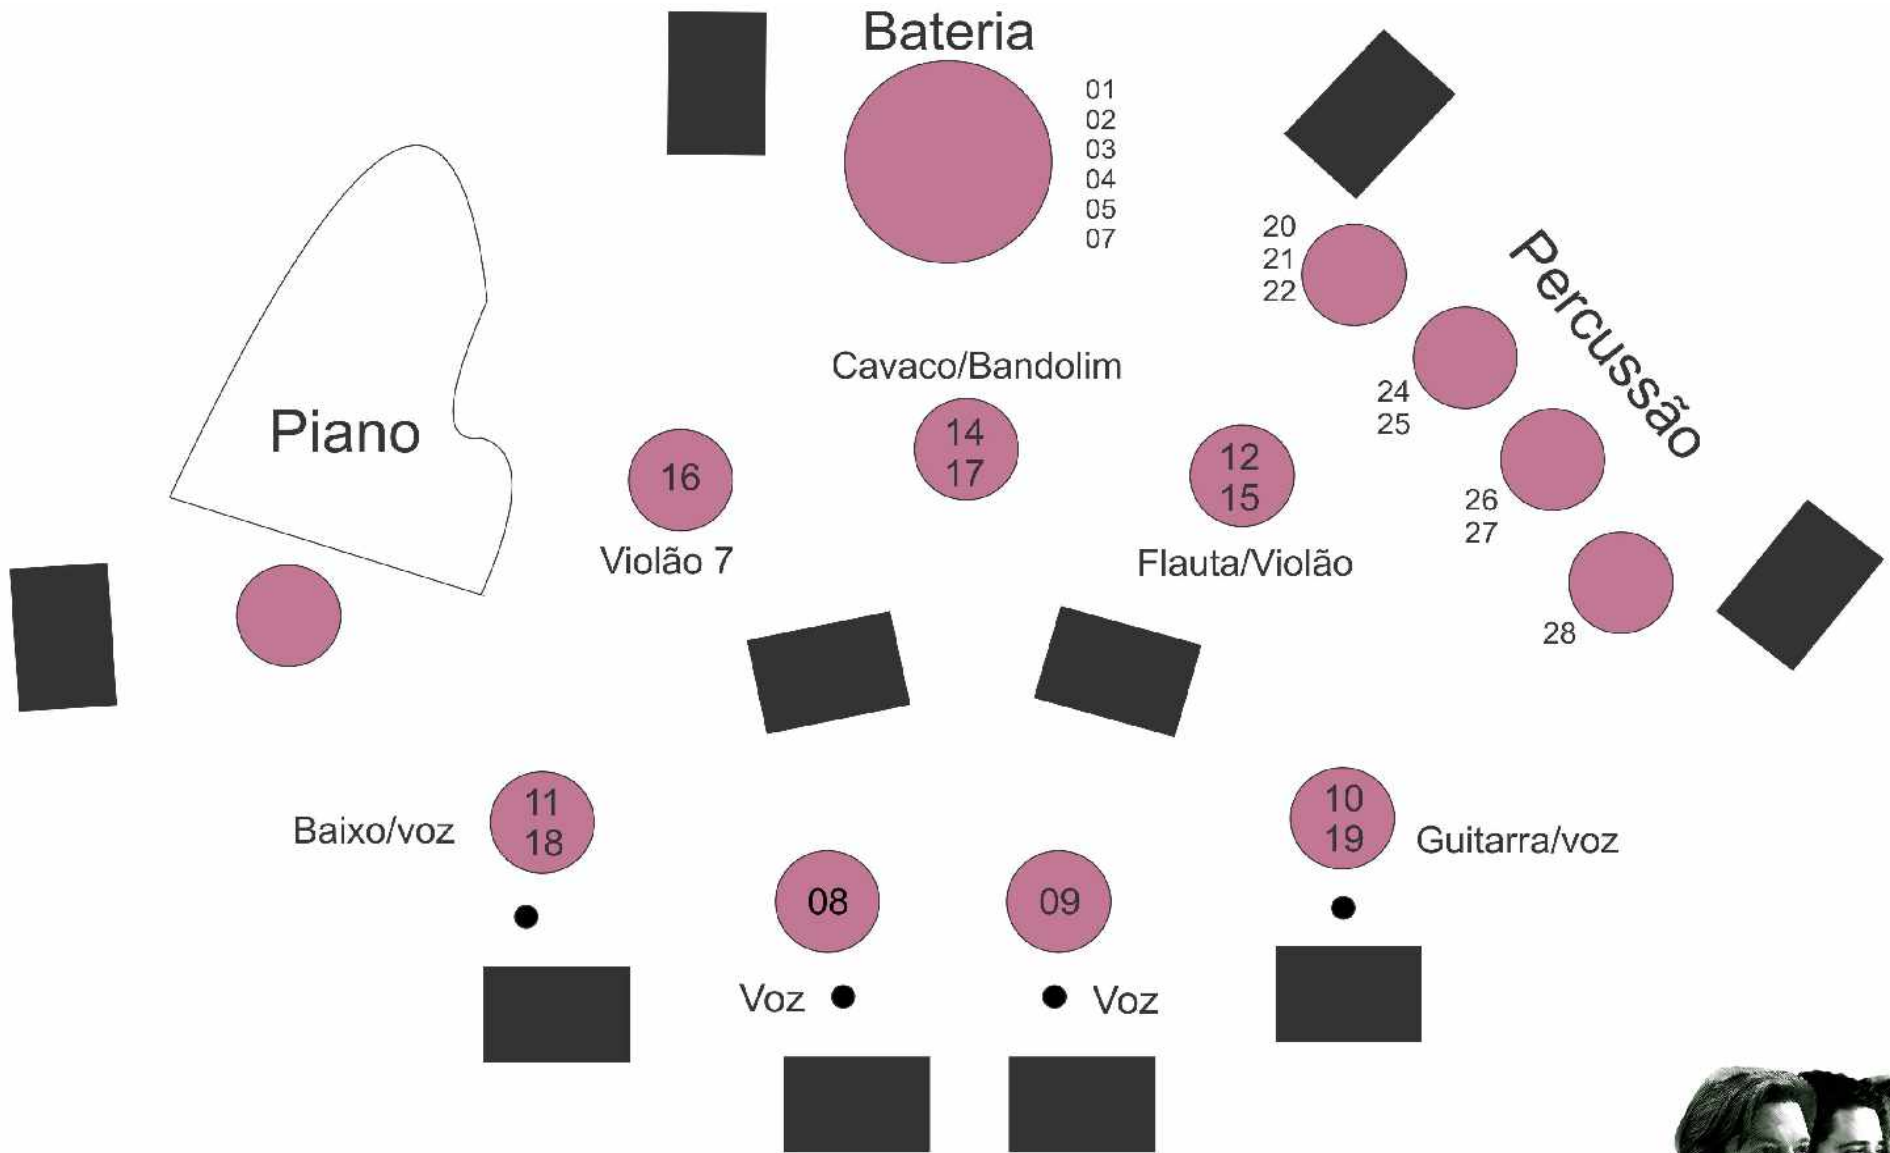 Bateria
01
02
03
04
05
07
20
21
22
Percussão
24
25
26
27
28
Cavaco/Bandolim
14
17
12
15
Flauta/Violão
Piano
16
Violão 7
Baixo/voz
11
18
08
09
10
19
Guitarra/voz
Voz
Voz